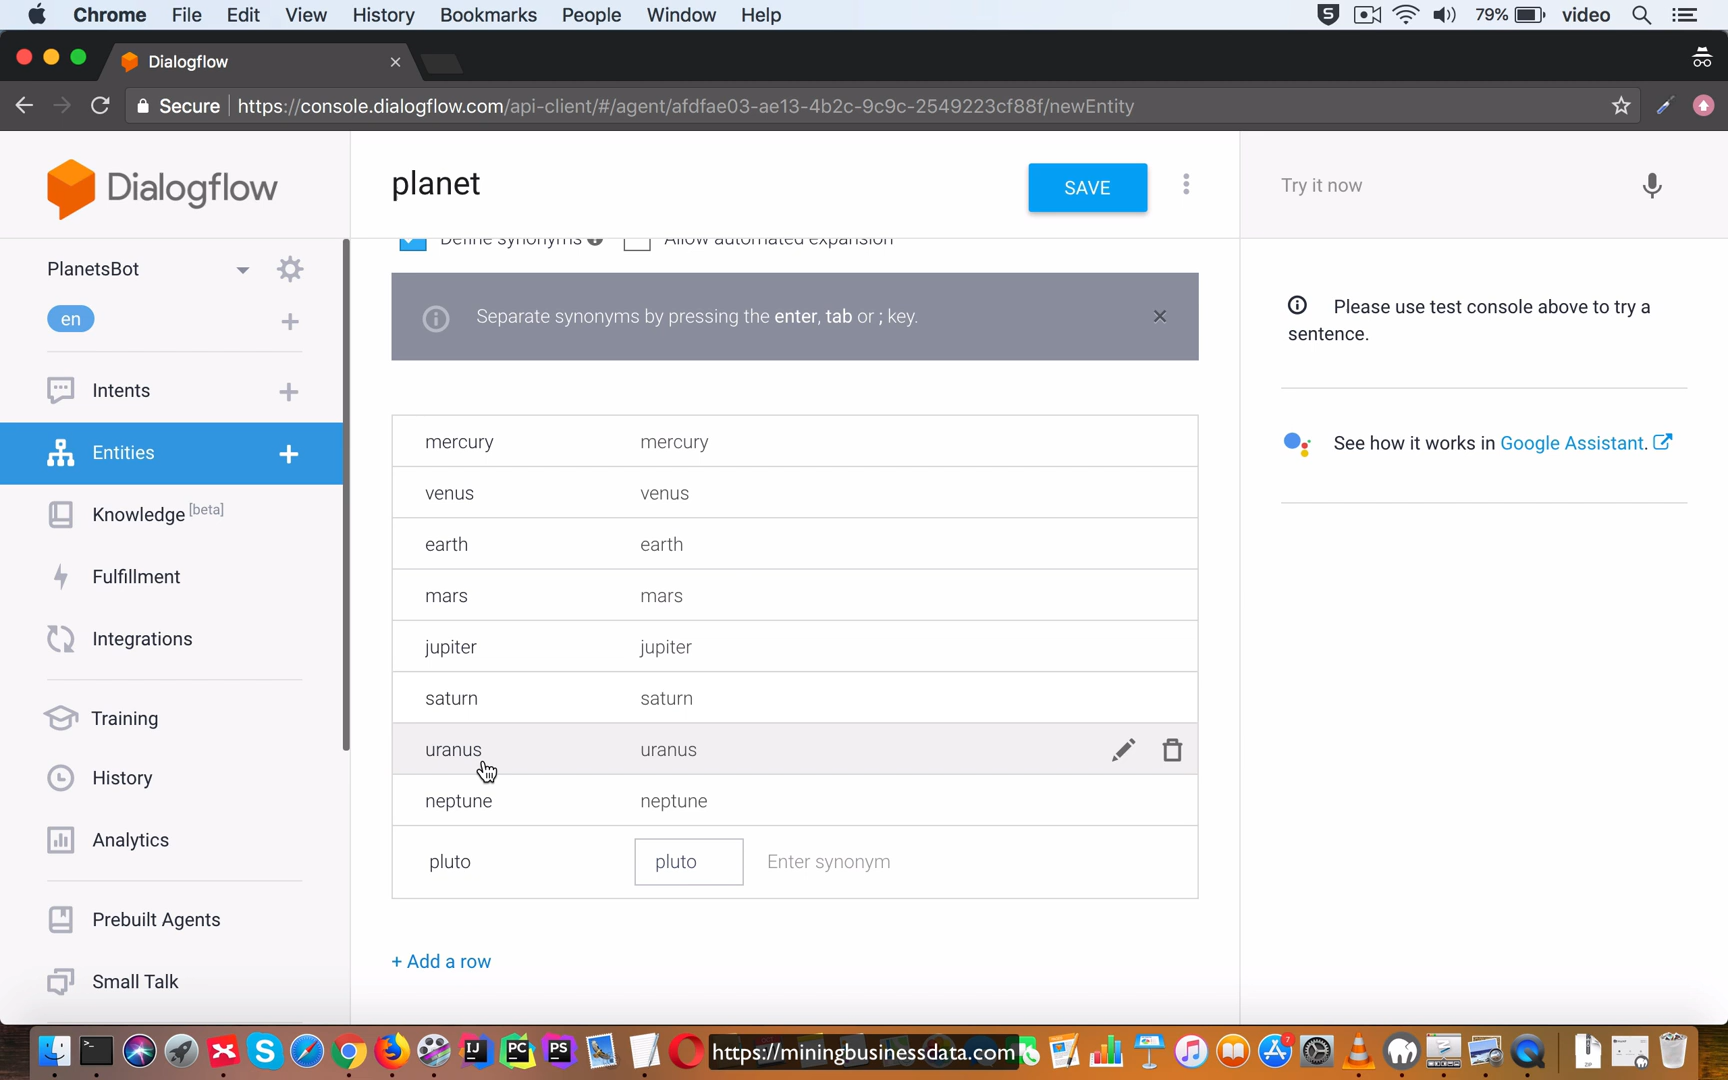 Chrome File Edit View History Bookmarks People Window Help 79% video
Dialogflow
Secure https://console.dialogflow.com/api-client/#/agent/afdfae03-ae13-4b2c-9c9c-2549223cf88f/newEntity
Dialogflow
planet
SAVE
Try it now
PlanetsBot
en
Intents
Entities
Knowledge [beta]
Fulfillment
Integrations
Training
History
Analytics
Prebuilt Agents
Small Talk
Define synonyms Allow automated expansion
Separate synonyms by pressing the enter, tab or ; key.
mercury mercury
venus venus
earth earth
mars mars
jupiter jupiter
saturn saturn
uranus uranus
neptune neptune
pluto pluto Enter synonym
+ Add a row
Please use test console above to try a
sentence.
See how it works in Google Assistant.
https://miningbusinessdata.com